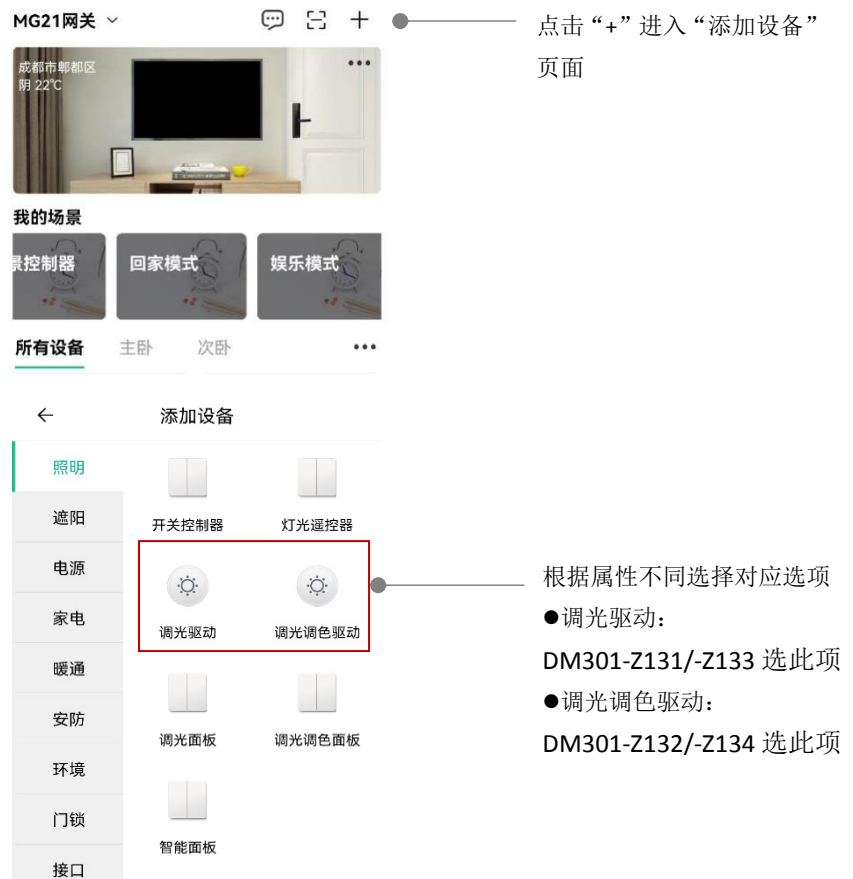 MG21网关
点击“+”进入“添加设备”
页面
成都市郫都区
阴 22℃
我的场景
景控制器
回家模式
娱乐模式
所有设备 主卧 次卧
添加设备
照明
遮阳
电源
家电
暖通
安防
环境
门锁
接口
开关控制器 灯光遥控器
调光驱动 调光调色驱动
调光面板 调光调色面板
智能面板
根据属性不同选择对应选项
●调光驱动：
DM301-Z131/-Z133 选此项
●调光调色驱动：
DM301-Z132/-Z134 选此项